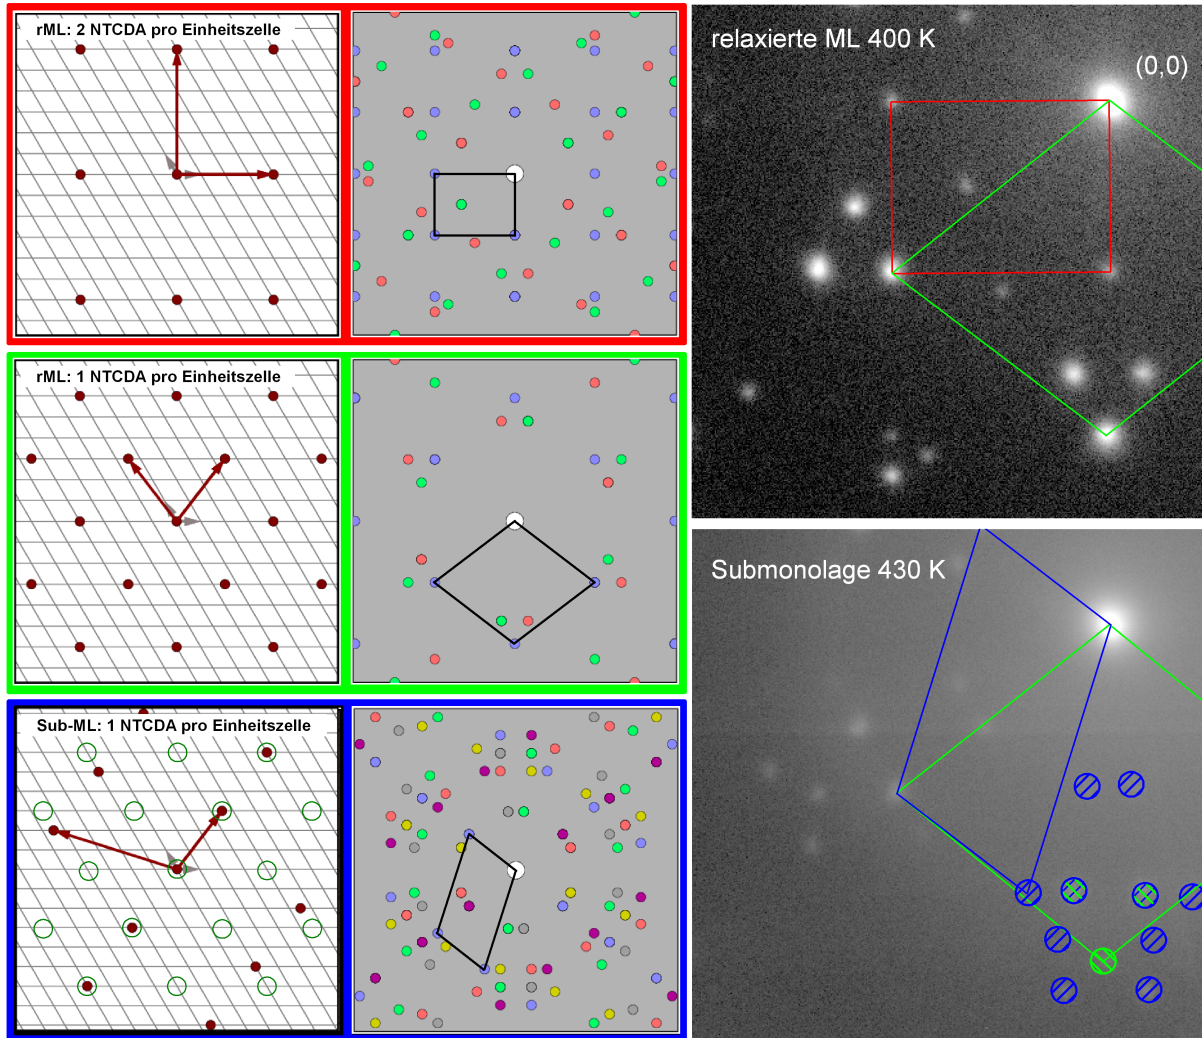 rML: 2 NTCDA pro Einheitszelle
relaxierte ML 400 K
(0,0)
rML: 1 NTCDA pro Einheitszelle
Submonolage 430 K
Sub-ML: 1 NTCDA pro Einheitszelle